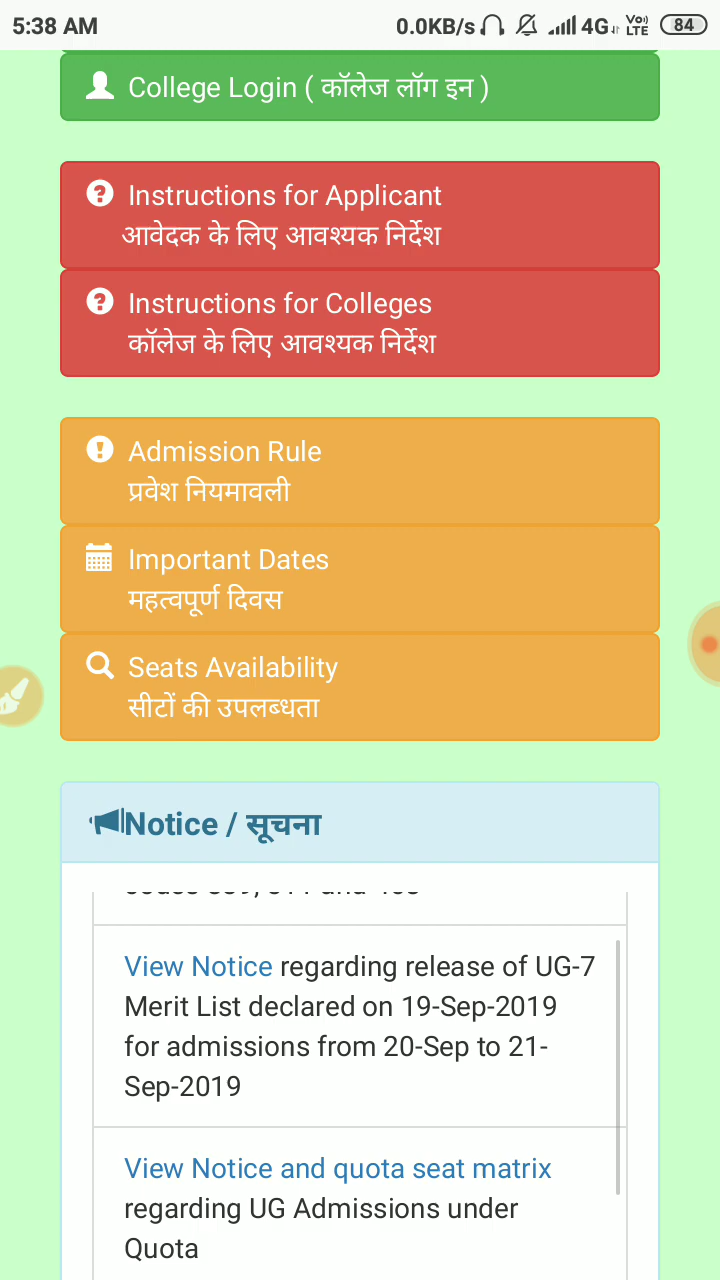 5:38 AM 0.0KB/s 4G Vo) LTE 84
College Login ( कॉलेज लॉग इन )
Instructions for Applicant
आवेदक के लिए आवश्यक निर्देश
Instructions for Colleges
कॉलेज के लिए आवश्यक निर्देश
Admission Rule
प्रवेश नियमावली
Important Dates
महत्वपूर्ण दिवस
Seats Availability
सीटों की उपलब्धता
Notice / सूचना
View Notice regarding release of UG-7
Merit List declared on 19-Sep-2019
for admissions from 20-Sep to 21-
Sep-2019
View Notice and quota seat matrix
regarding UG Admissions under
Quota